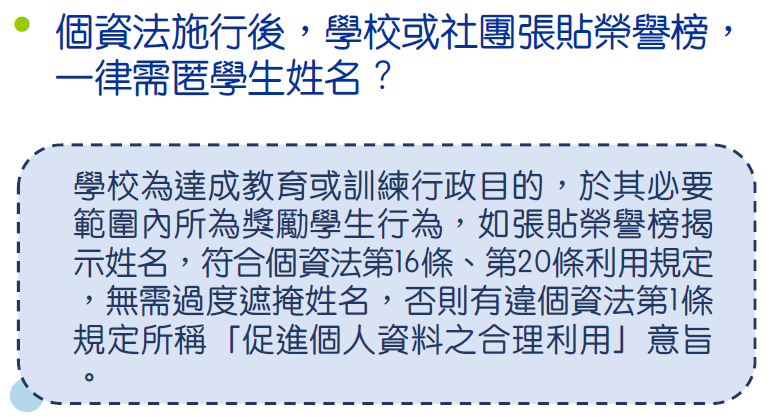 個資法施行後，學校或社團張貼榮譽榜，
一律需匿學生姓名？
學校為達成教育或訓練行政目的，於其必要
範圍內所為獎勵學生行為，如張貼榮譽榜揭
示姓名，符合個資法第16條、第20條利用規定
，無需過度遮掩姓名，否則有違個資法第1條
規定所稱「促進個人資料之合理利用」意旨
。